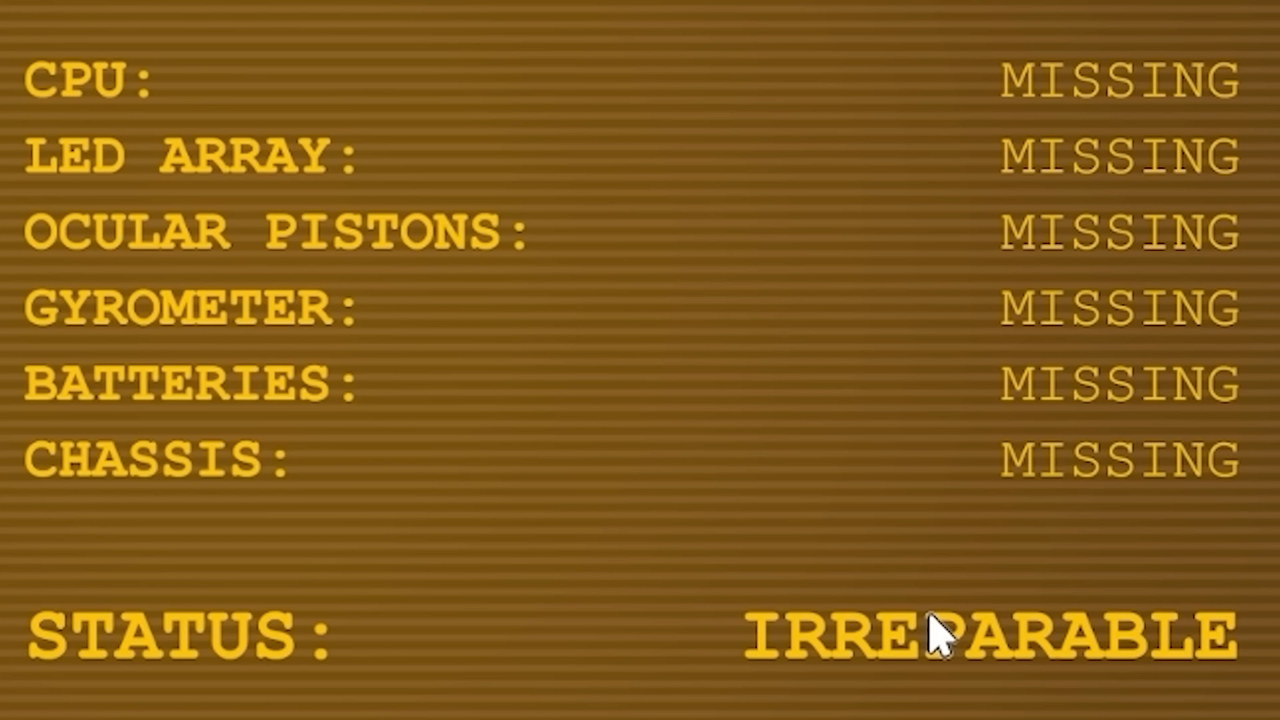 CPU: MISSING
LED ARRAY: MISSING
OCULAR PISTONS: MISSING
GYROMETER: MISSING
BATTERIES: MISSING
CHASSIS: MISSING
STATUS: IRREPARABLE